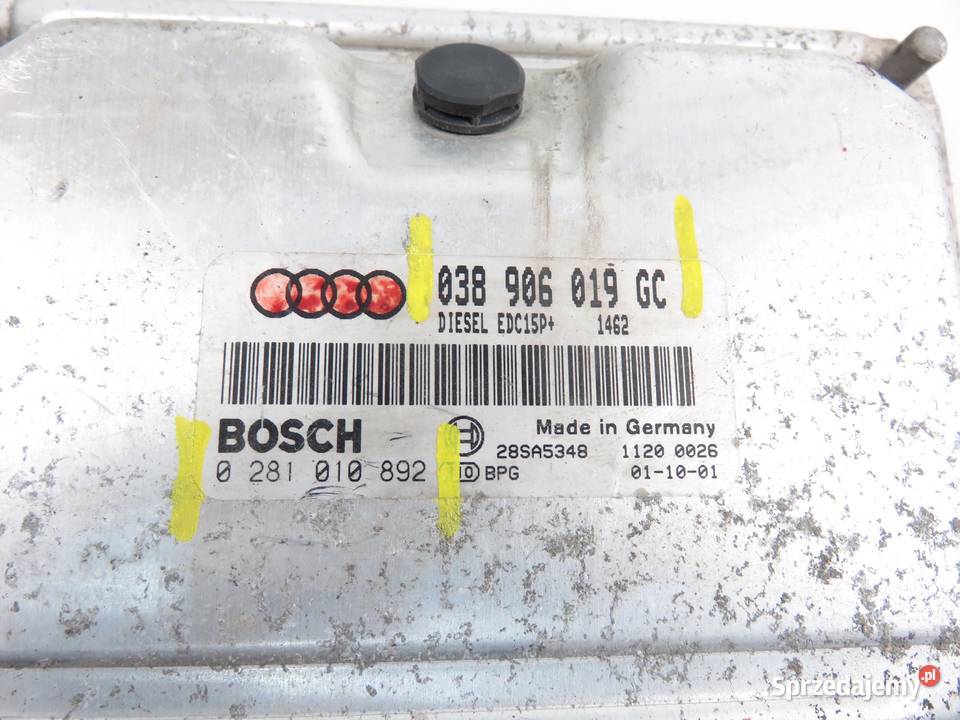 038 906 019 GC
DIESEL EDC15P+ 1462
BOSCH
Made in Germany
28SA5348 1120 0026
0 281 010 892
BPG 01-10-01
Sprzedajemy.pl